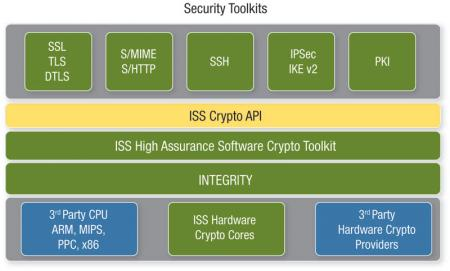 Security Toolkits
SSL
TLS
DTLS
S/MIME
S/HTTP
SSH
IPSec
IKE v2
PKI
ISS Crypto API
ISS High Assurance Software Crypto Toolkit
INTEGRITY
3rd Party CPU
ARM, MIPS,
PPC, x86
ISS Hardware
Crypto Cores
3rd Party
Hardware Crypto
Providers